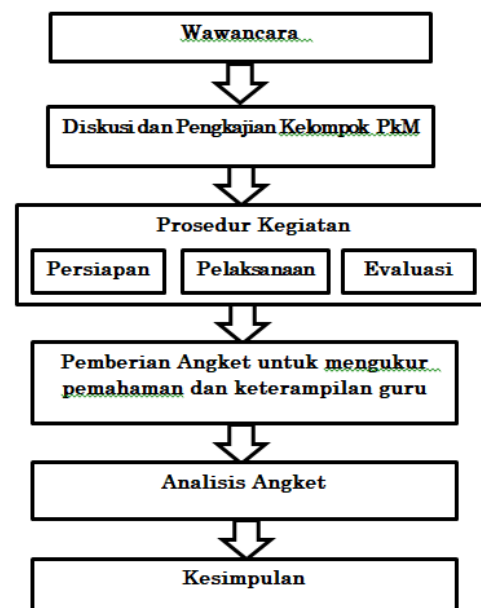 Wawancara
Diskusi dan Pengkajian Kelompok PkM
Prosedur Kegiatan
Persiapan
Pelaksanaan
Evaluasi
Pemberian Angket untuk mengukur
pemahaman dan keterampilan guru
Analisis Angket
Kesimpulan